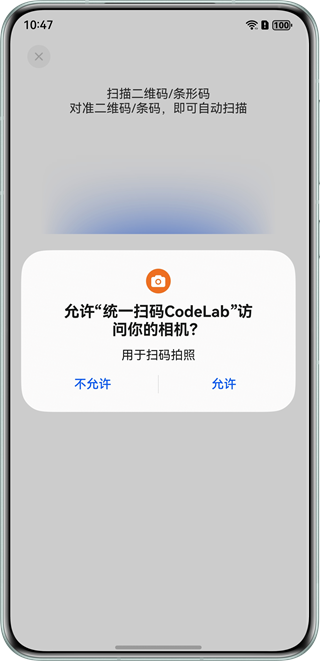 10:47
100
扫描二维码/条形码
对准二维码/条码，即可自动扫描
允许“统一扫码CodeLab”访
问你的相机？
用于扫码拍照
不允许
允许